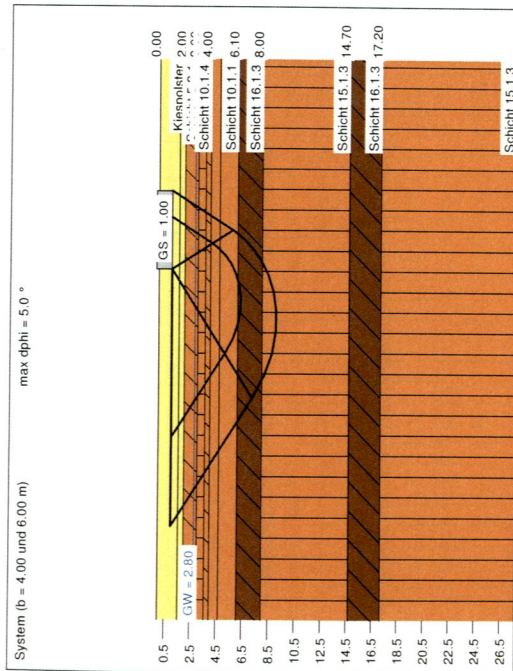 System (b = 4.00 und 6.00 m)
max dphi = 5.0 °
GS = 1.00
GW = 2.80
0.00
Kiespolster
2.00
Schicht
Schicht 10.1.4
4.00
Schicht 10.1.1
6.10
Schicht 16.1.3
8.00
Schicht 15.1.3
14.70
Schicht 16.1.3
17.20
Schicht 15.1.3
0.5
2.5
4.5
6.5
8.5
10.5
12.5
14.5
16.5
18.5
20.5
22.5
24.5
26.5